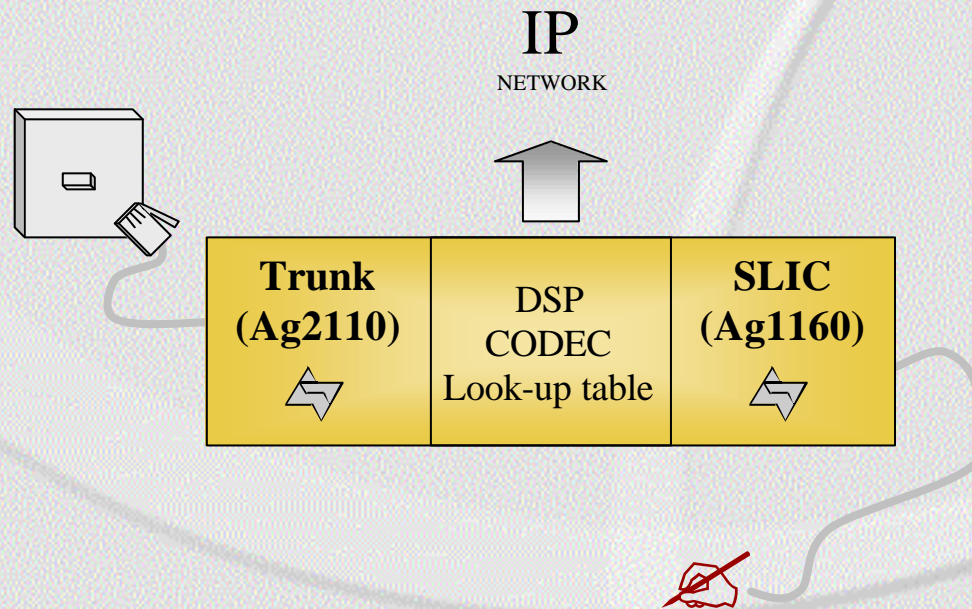 IP
NETWORK
Trunk
(Ag2110)
DSP
CODEC
Look-up table
SLIC
(Ag1160)